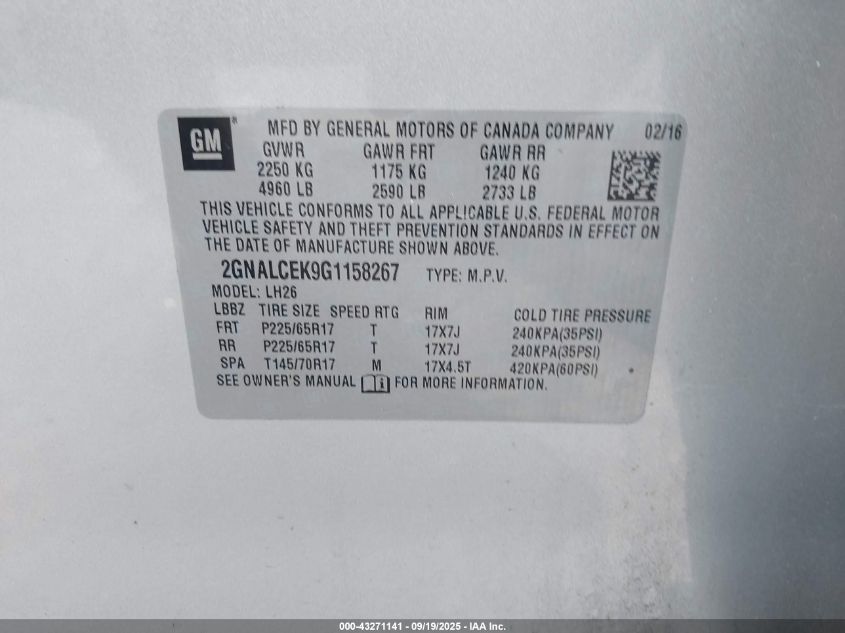 GM ® MFD BY GENERAL MOTORS OF CANADA COMPANY 02/16
GVWR GAWR FRT GAWR RR
2250 KG 1175 KG 1240 KG
4960 LB 2590 LB 2733 LB
THIS VEHICLE CONFORMS TO ALL APPLICABLE U.S. FEDERAL MOTOR
VEHICLE SAFETY AND THEFT PREVENTION STANDARDS IN EFFECT ON
THE DATE OF MANUFACTURE SHOWN ABOVE.
2GNALCEK9G1158267 TYPE: M.P.V.
MODEL: LH26
LBBZ TIRE SIZE SPEED RTG RIM COLD TIRE PRESSURE
FRT P225/65R17 T 17X7J 240KPA(35PSI)
RR P225/65R17 T 17X7J 240KPA(35PSI)
SPA T145/70R17 M 17X4.5T 420KPA(60PSI)
SEE OWNER'S MANUAL FOR MORE INFORMATION.
000-43271141 - 09/19/2025 - IAA Inc.